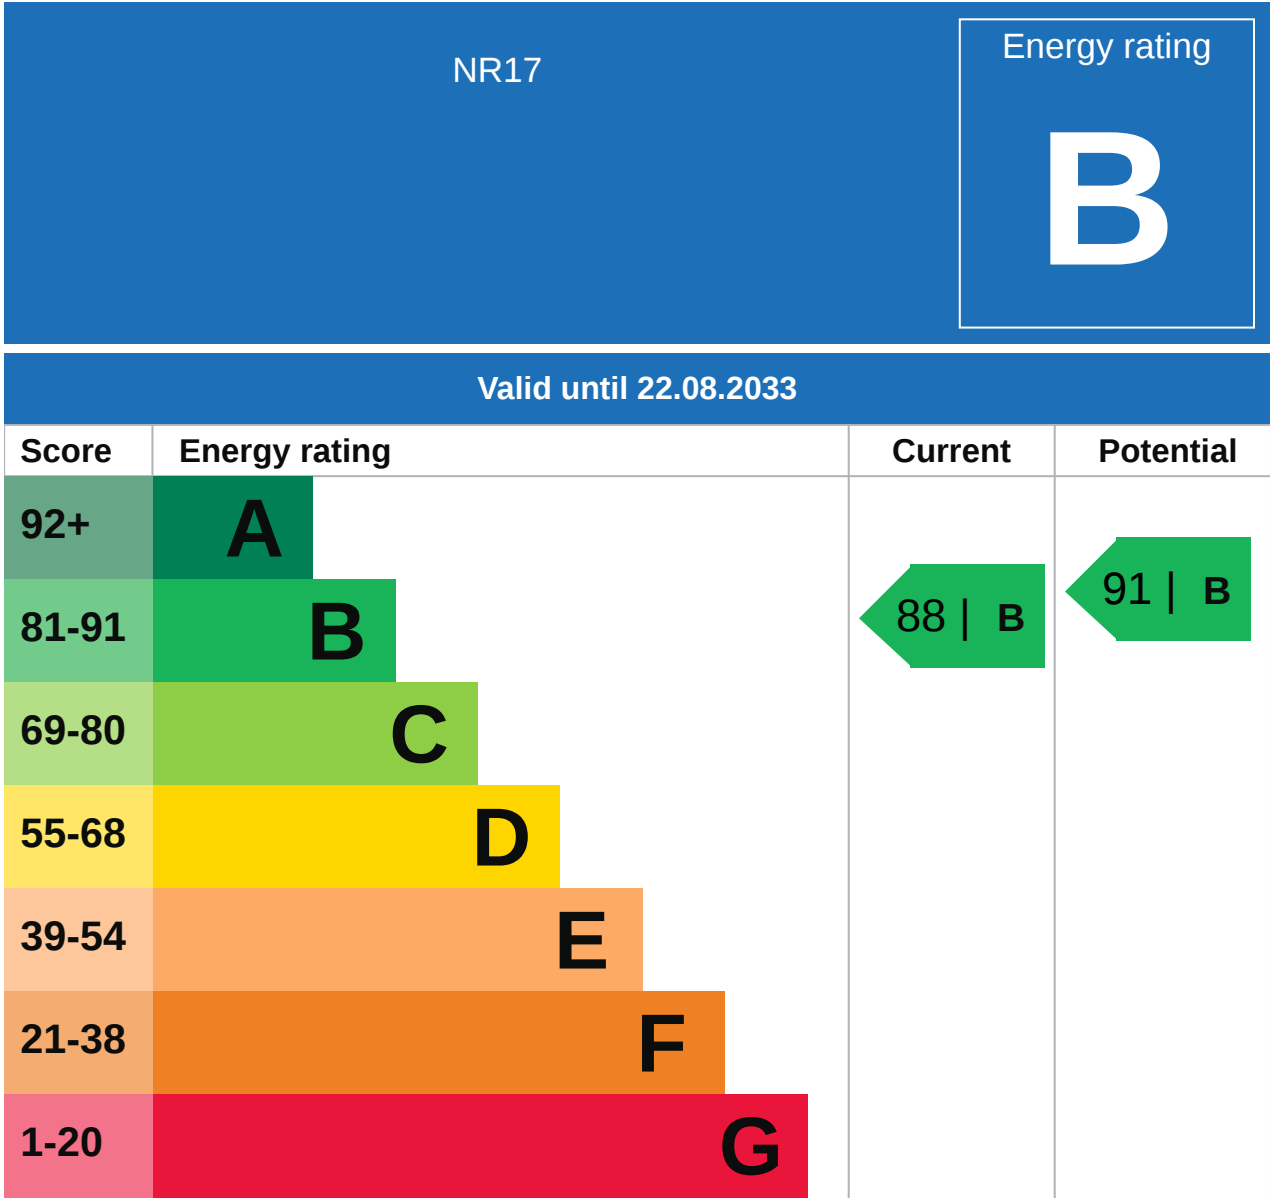 NR17
Energy rating
B
Valid until 22.08.2033
Score Energy rating Current Potential
92+ A
81-91 B 88 | B 91 | B
69-80 C
55-68 D
39-54 E
21-38 F
1-20 G